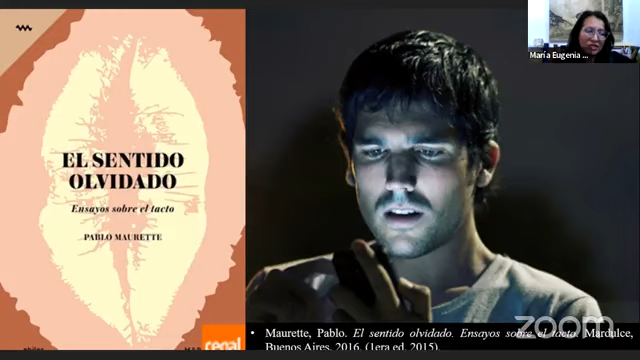 EL SENTIDO
OLVIDADO
Ensayos sobre el tacto
PABLO MAURETTE
María Eugenia ...
zoom
• Maurette, Pablo. El sentido olvidado. Ensayos sobre el tacto. Mardulce,
Buenos Aires, 2016. (1era ed. 2015).